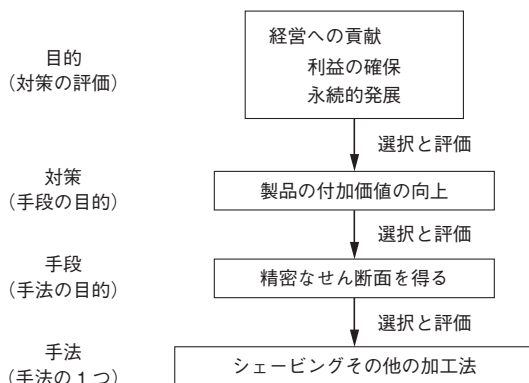 目的
（対策の評価）
経営への貢献
利益の確保
永続的発展
選択と評価
対策
（手段の目的）
製品の付加価値の向上
選択と評価
手段
（手法の目的）
精密なせん断面を得る
選択と評価
手法
（手法の１つ）
シェービングその他の加工法